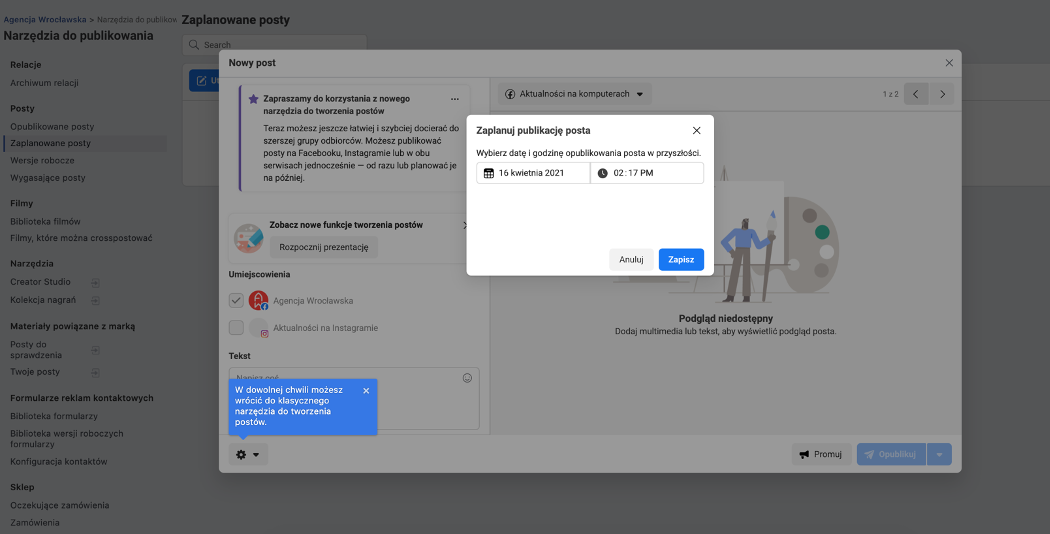 Agencja Wrocławska > Narzędzia do publikow
Zaplanowane posty
Narzędzia do publikowania
Search
Relacje
Archiwum relacji
Posty
Opublikowane posty
Zaplanowane posty
Wersje robocze
Wygasające posty
Filmy
Biblioteka filmów
Filmy, które można crosspostować
Narzędzia
Creator Studio
Kolekcja nagrań
Materiały powiązane z marką
Posty do
sprawdzenia
Twoje posty
Formularze reklam kontaktowych
Biblioteka formularzy
Biblioteka wersji roboczych
formularzy
Konfiguracja kontaktów
Sklep
Oczekujące zamówienia
Zamówienia
Nowy post
Zapraszamy do korzystania z nowego
narzędzia do tworzenia postów
Teraz możesz jeszcze łatwiej i szybciej docierać do
szerszej grupy odbiorców. Możesz publikować
posty na Facebooku, Instagramie lub w obu
serwisach jednocześnie — od razu lub planować je
na później.
Zobacz nowe funkcje tworzenia postów
Rozpocznij prezentację
Umiejscowienia
Agencja Wrocławska
Aktualności na Instagramie
Tekst
W dowolnej chwili możesz
wrócić do klasycznego
narzędzia do tworzenia
postów.
Aktualności na komputerach
1 z 2
Zaplanuj publikację posta
Wybierz datę i godzinę opublikowania posta w przyszłości.
16 kwietnia 2021
02:17 PM
Anuluj
Zapisz
Podgląd niedostępny
Dodaj multimedia lub tekst, aby wyświetlić podgląd posta.
Promuj
Opublikuj